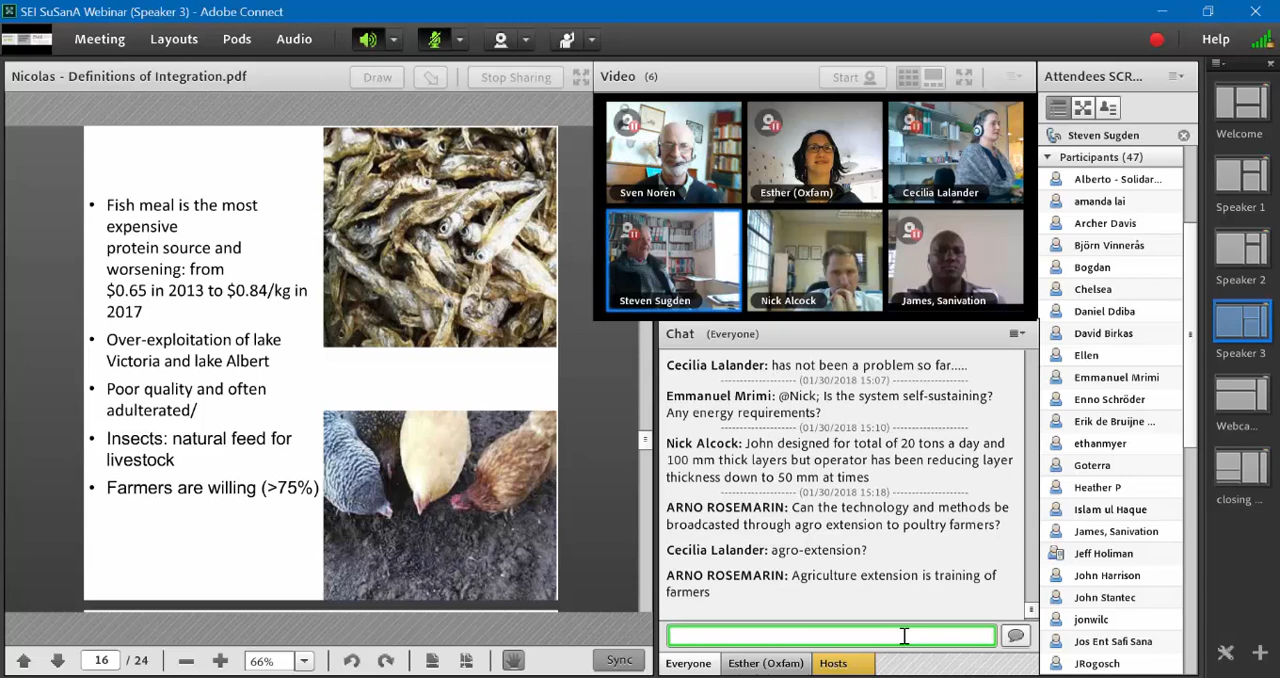 SEI SuSanA Webinar (Speaker 3) - Adobe Connect
Meeting Layouts Pods Audio Help
Nicolas - Definitions of Integration.pdf
Draw
Stop Sharing
• Fish meal is the most
expensive
protein source and
worsening: from
$0.65 in 2013 to $0.84/kg in
2017
• Over-exploitation of lake
Victoria and lake Albert
• Poor quality and often
adulterated/
• Insects: natural feed for
livestock
• Farmers are willing (>75%)
16 / 24
66%
Sync
Video (6)
Start
Sven Norén
Esther (Oxfam)
Cecilia Lalander
Steven Sugden
Nick Alcock
James, Sanivation
Chat (Everyone)
Cecilia Lalander: has not been a problem so far.....
------------------ (01/30/2018 15:07) ------------------
Emmanuel Mrimi: @Nick; Is the system self-sustaining?
Any energy requirements?
------------------ (01/30/2018 15:10) ------------------
Nick Alcock: John designed for total of 20 tons a day and
100 mm thick layers but operator has been reducing layer
thickness down to 50 mm at times
------------------ (01/30/2018 15:18) ------------------
ARNO ROSEMARIN: Can the technology and methods be
broadcasted through agro extension to poultry farmers?
Cecilia Lalander: agro-extension?
ARNO ROSEMARIN: Agriculture extension is training of
farmers
Everyone
Esther (Oxfam)
Hosts
Attendees SCR...
Steven Sugden
Participants (47)
Alberto - Solidar...
amanda lai
Archer Davis
Björn Vinnerås
Bogdan
Chelsea
Daniel Ddiba
David Birkas
Ellen
Emmanuel Mrimi
Enno Schröder
Erik de Bruijne ...
ethanmyer
Goterra
Heather P
Islam ul Haque
James, Sanivation
Jeff Holiman
John Harrison
John Stantec
jonwilc
Jos Ent Safi Sana
JRogosch
Welcome
Speaker 1
Speaker 2
Speaker 3
Webca...
closing ...